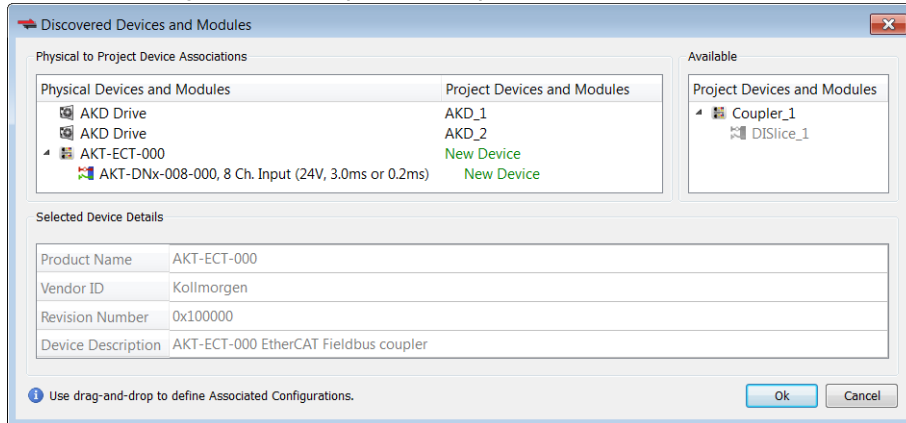 Discovered Devices and Modules
Physical to Project Device Associations
Physical Devices and Modules Project Devices and Modules
AKD Drive AKD_1
AKD Drive AKD_2
AKT-ECT-000 New Device
AKT-DNx-008-000, 8 Ch. Input (24V, 3.0ms or 0.2ms) New Device
Available
Project Devices and Modules
Coupler_1
DISlice_1
Selected Device Details
Product Name AKT-ECT-000
Vendor ID Kollmorgen
Revision Number 0x100000
Device Description AKT-ECT-000 EtherCAT Fieldbus coupler
Use drag-and-drop to define Associated Configurations.
Ok Cancel